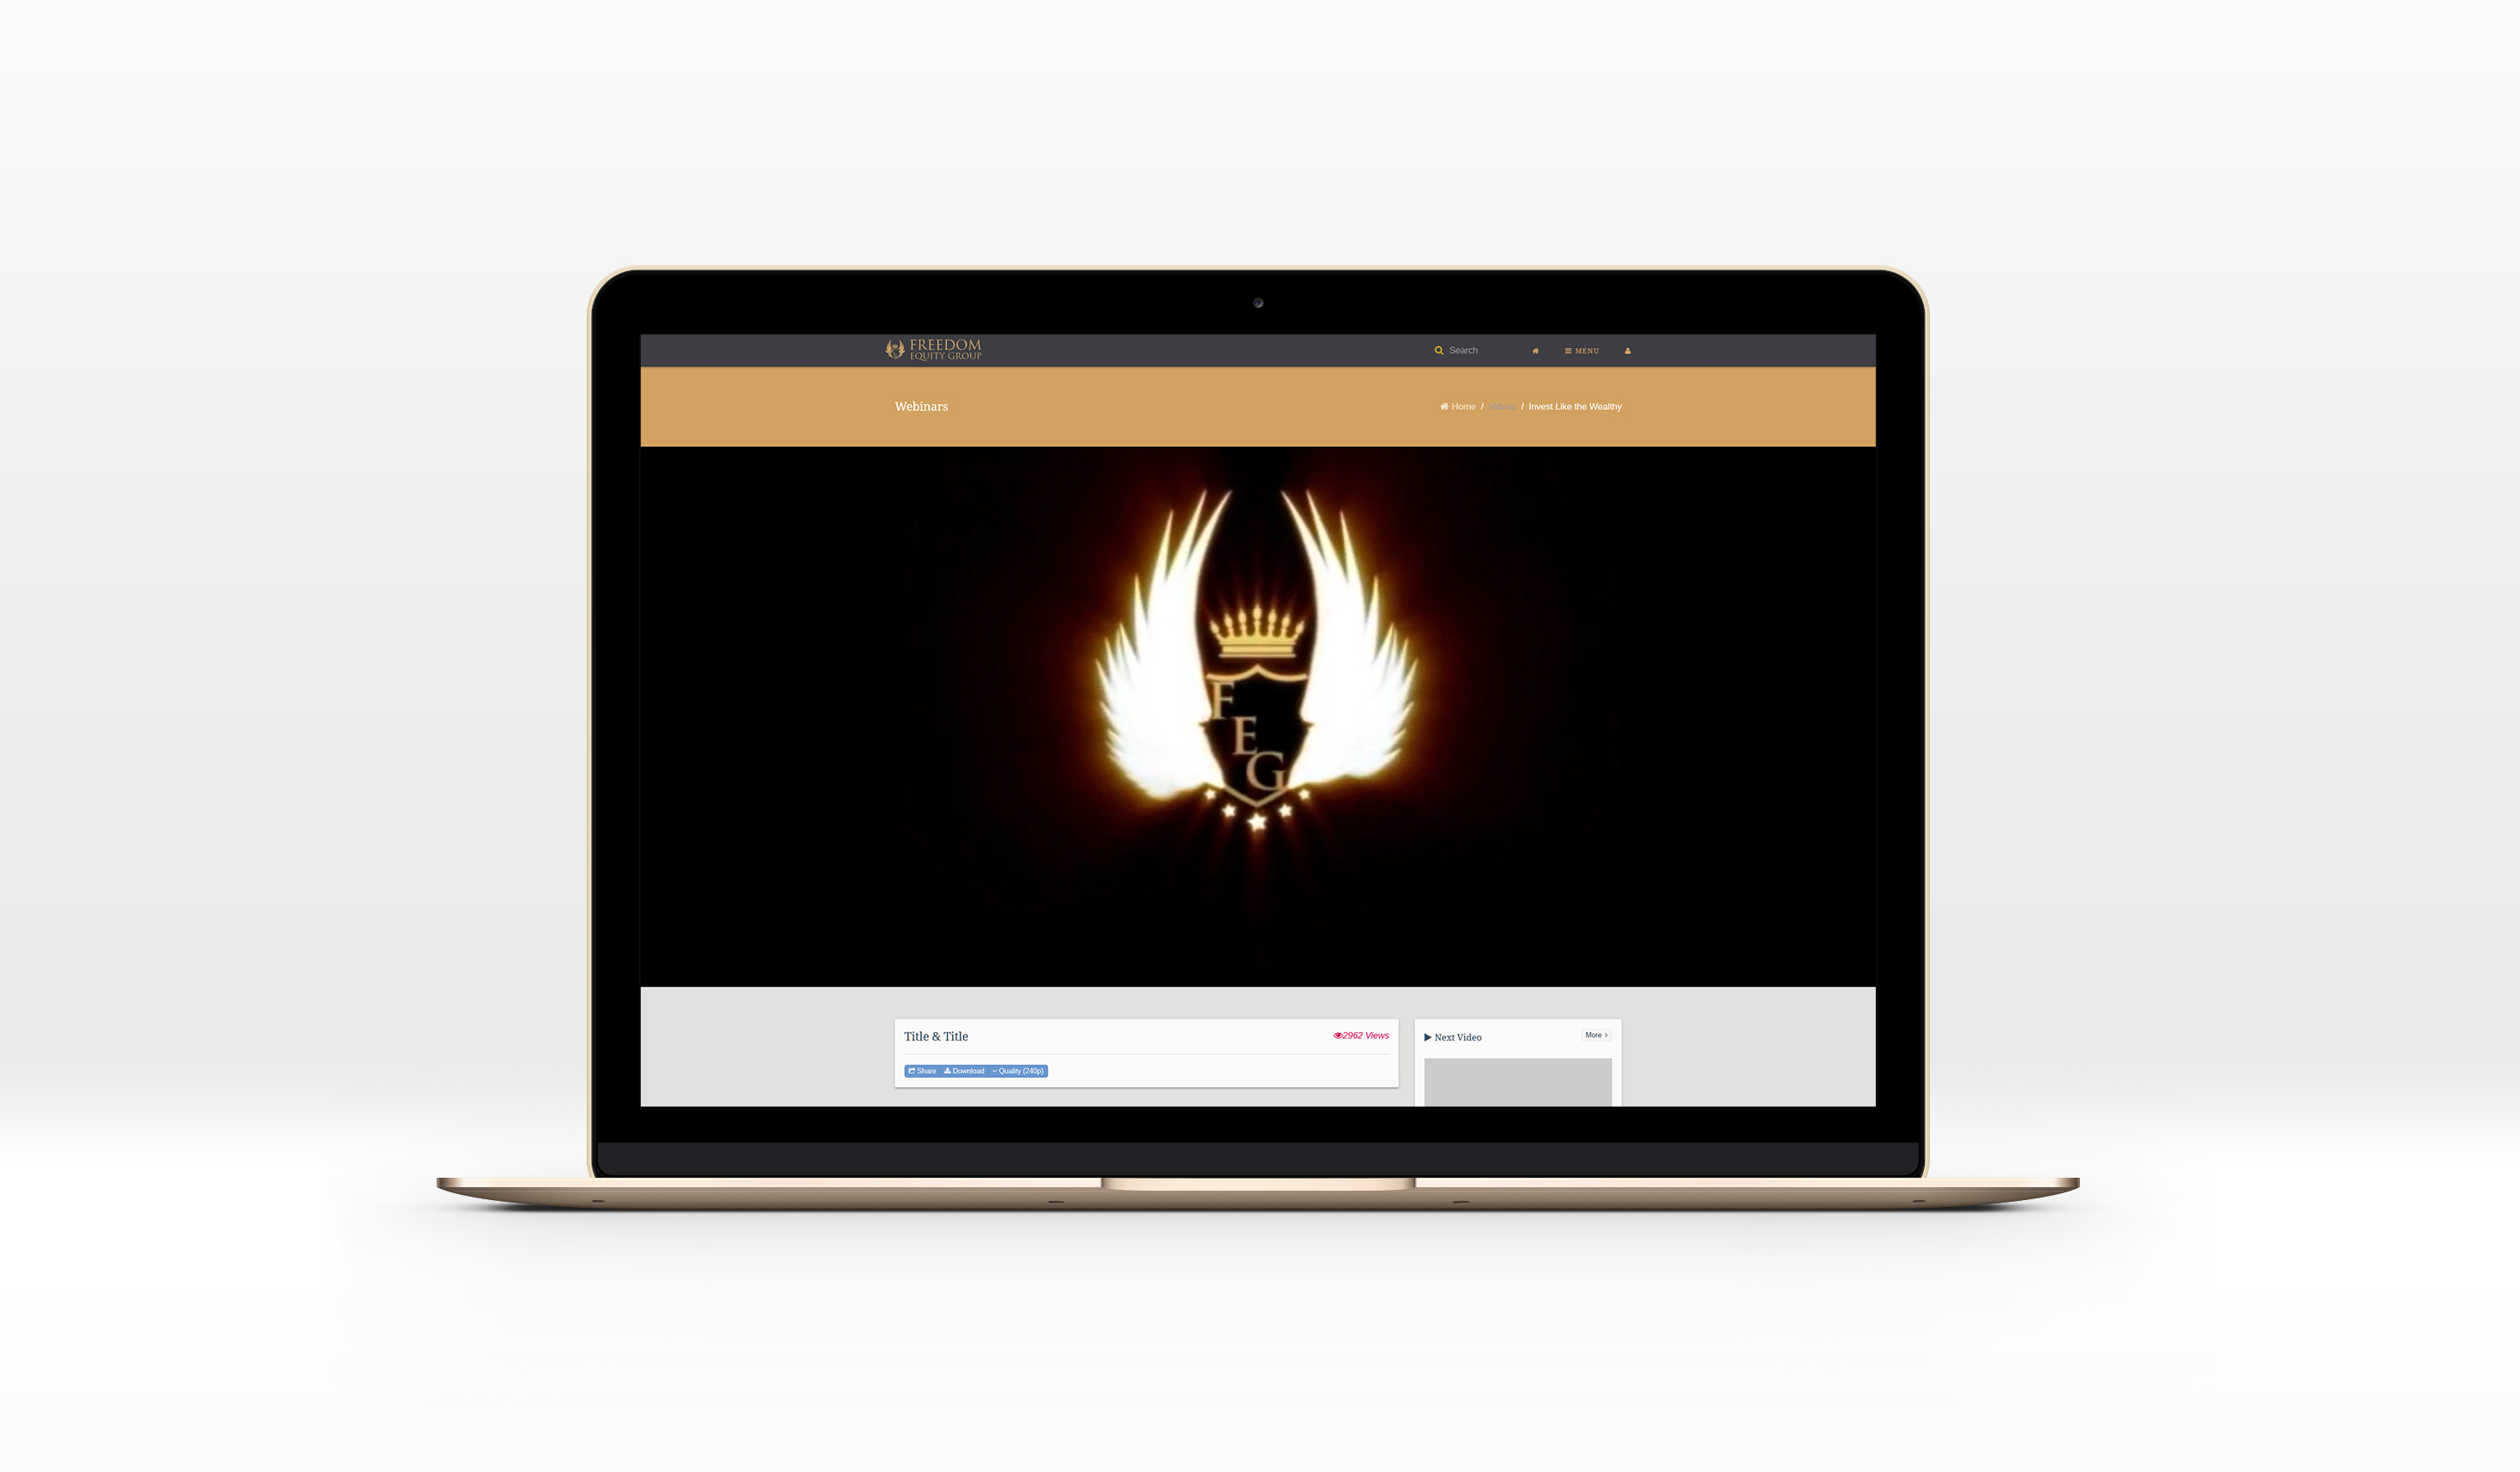 FREEDOM
EQUITY GROUP
Search
MENU
Webinars
Home / Videos / Invest Like the Wealthy
F
E
G
Title & Title
2962 Views
Share Download Quality (240p)
Next Video
More